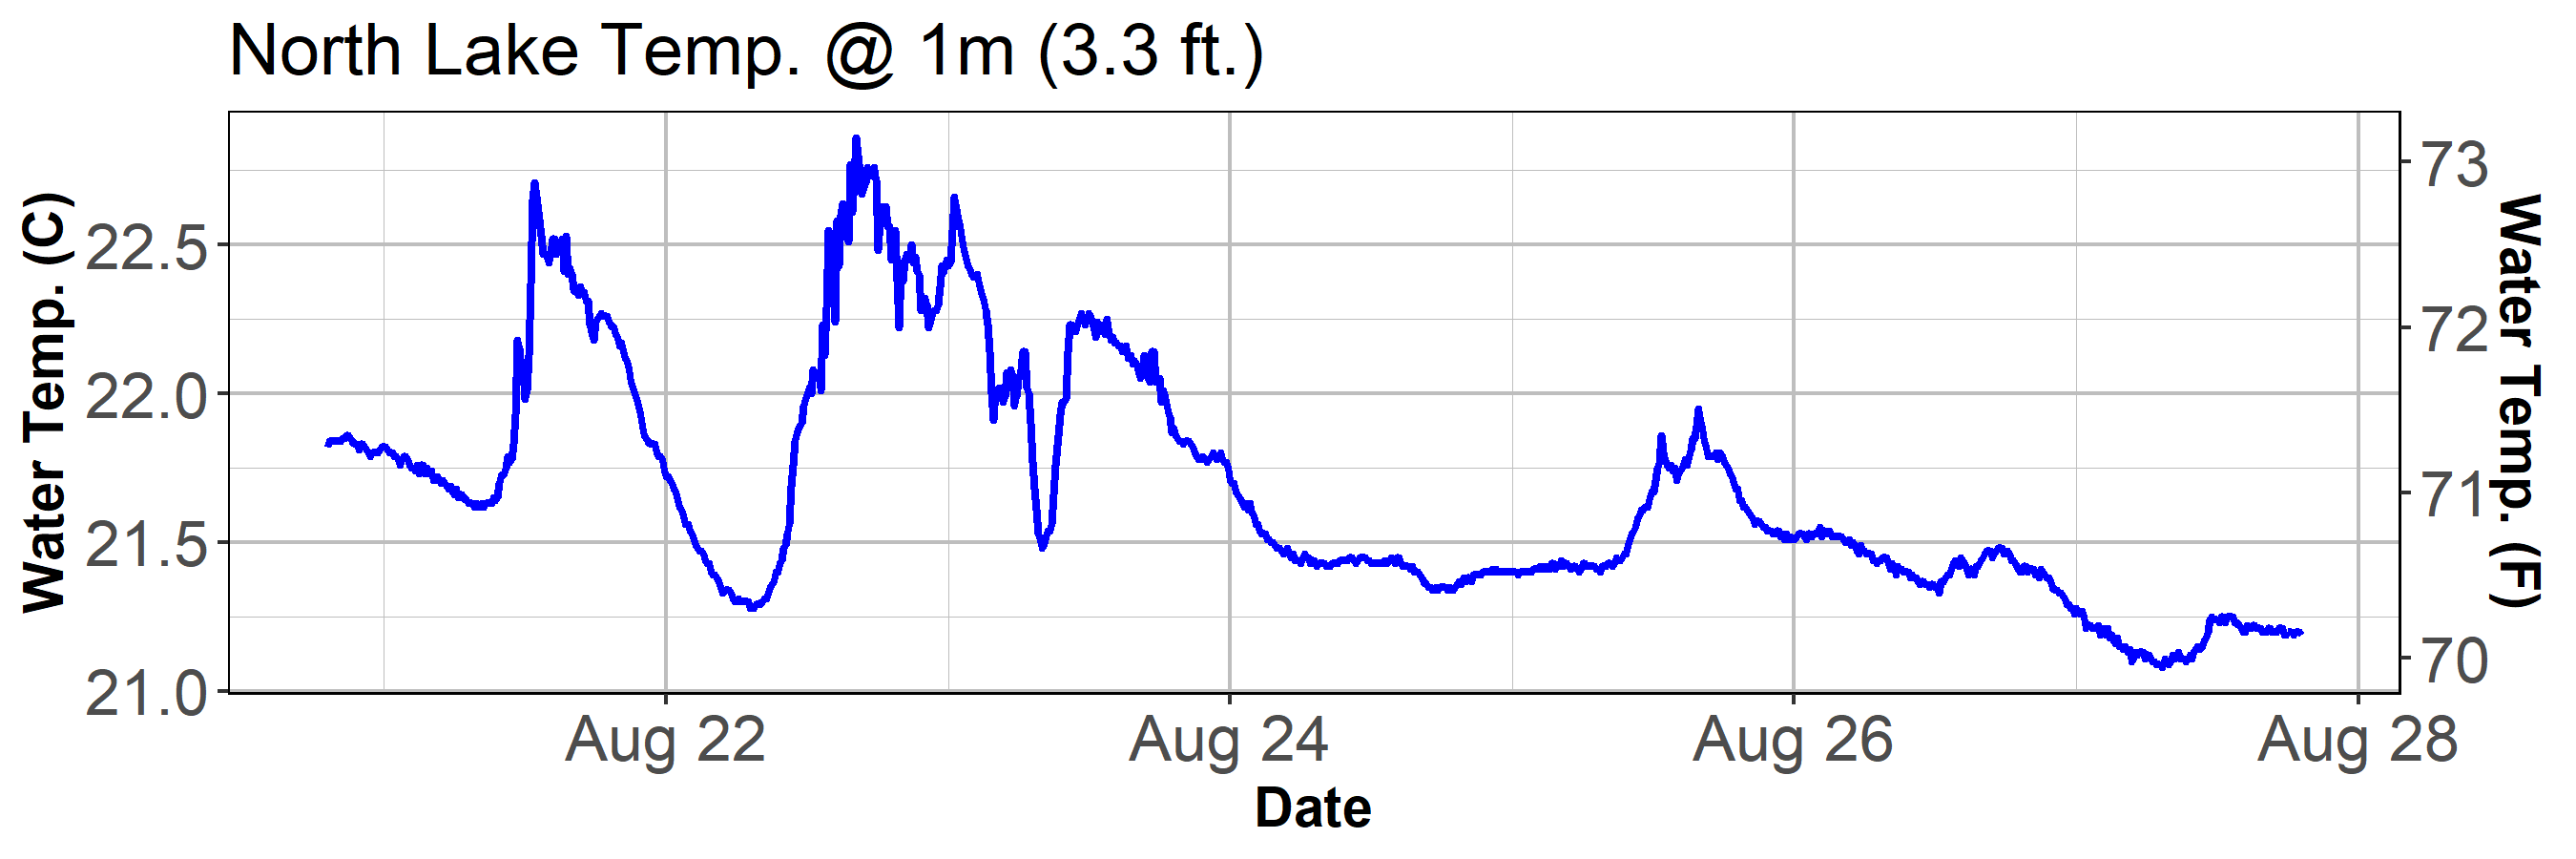 North Lake Temp. @ 1m (3.3 ft.)
Water Temp. (C)
22.5
22.0
21.5
21.0
73
72
71
70
Water Temp. (F)
Aug 22
Aug 24
Aug 26
Aug 28
Date